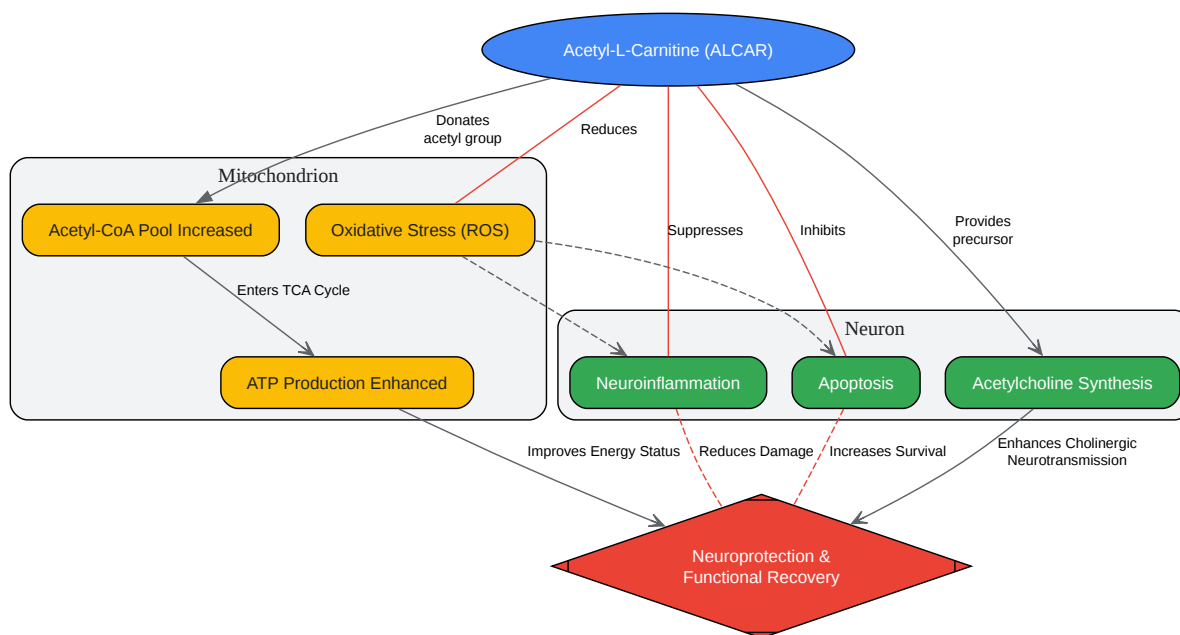 Acetyl-L-Carnitine (ALCAR)
Donates
acetyl group
Reduces
Mitochondrion
Acetyl-CoA Pool Increased
Oxidative Stress (ROS)
Suppresses
Inhibits
Provides
precursor
Enters TCA Cycle
Neuron
ATP Production Enhanced
Neuroinflammation
Apoptosis
Acetylcholine Synthesis
Improves Energy Status
Reduces Damage
Increases Survival
Enhances Cholinergic
Neurotransmission
Neuroprotection &
Functional Recovery